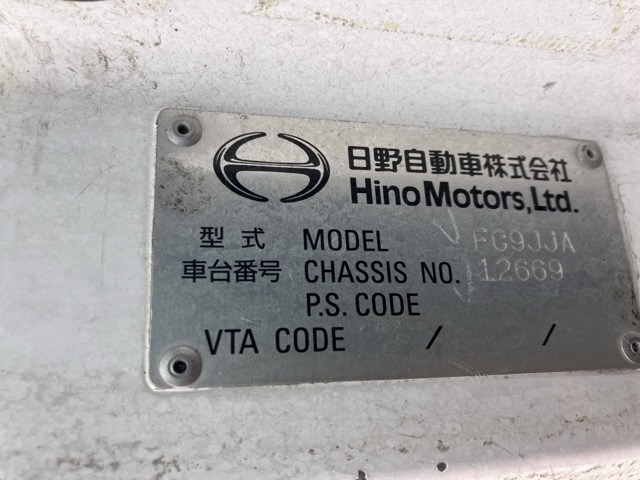 日野自動車株式会社
Hino Motors, Ltd.
型式 MODEL FC9JJA
車台番号 CHASSIS NO. 12669
P.S. CODE
VTA CODE / /